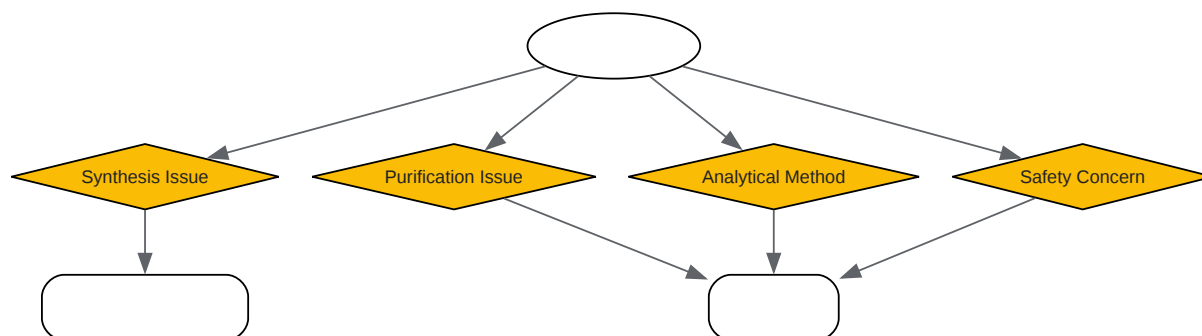 Synthesis Issue
Purification Issue
Analytical Method
Safety Concern